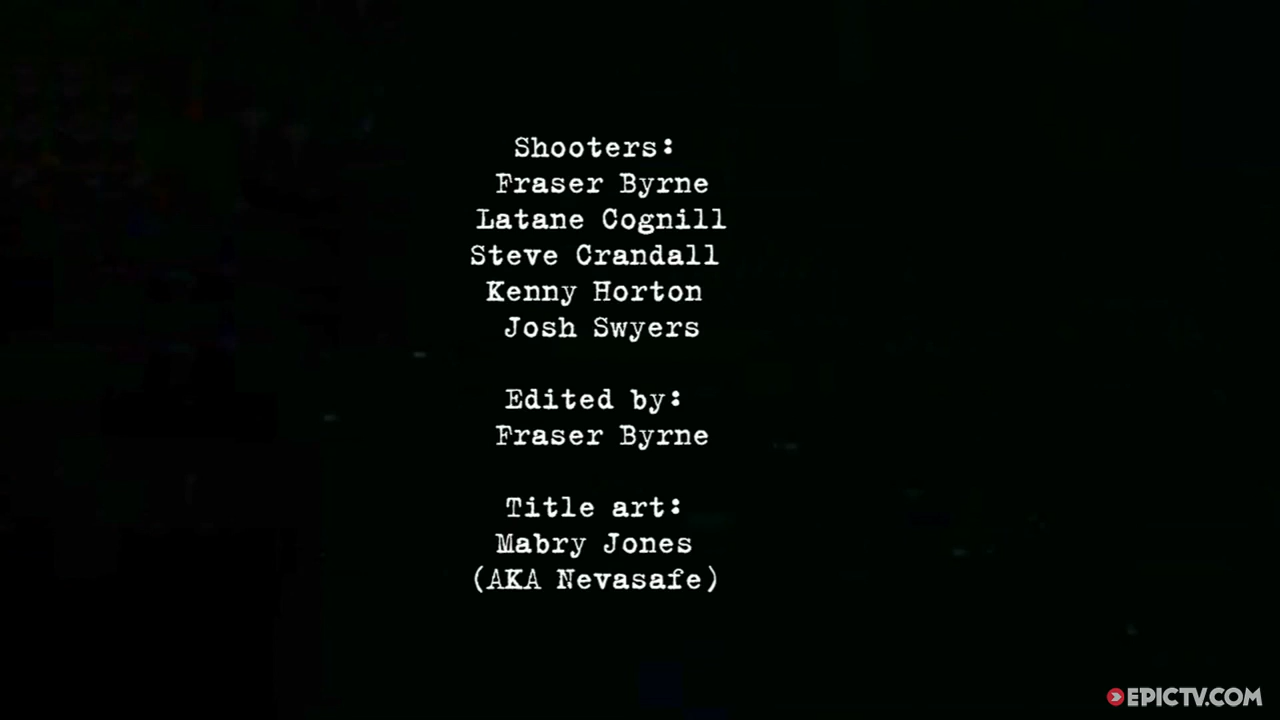 Shooters:
Fraser Byrne
Latane Cognill
Steve Crandall
Kenny Horton
Josh Swyers
Edited by:
Fraser Byrne
Title art:
Mabry Jones
(AKA Nevasafe)
EPICTV.COM